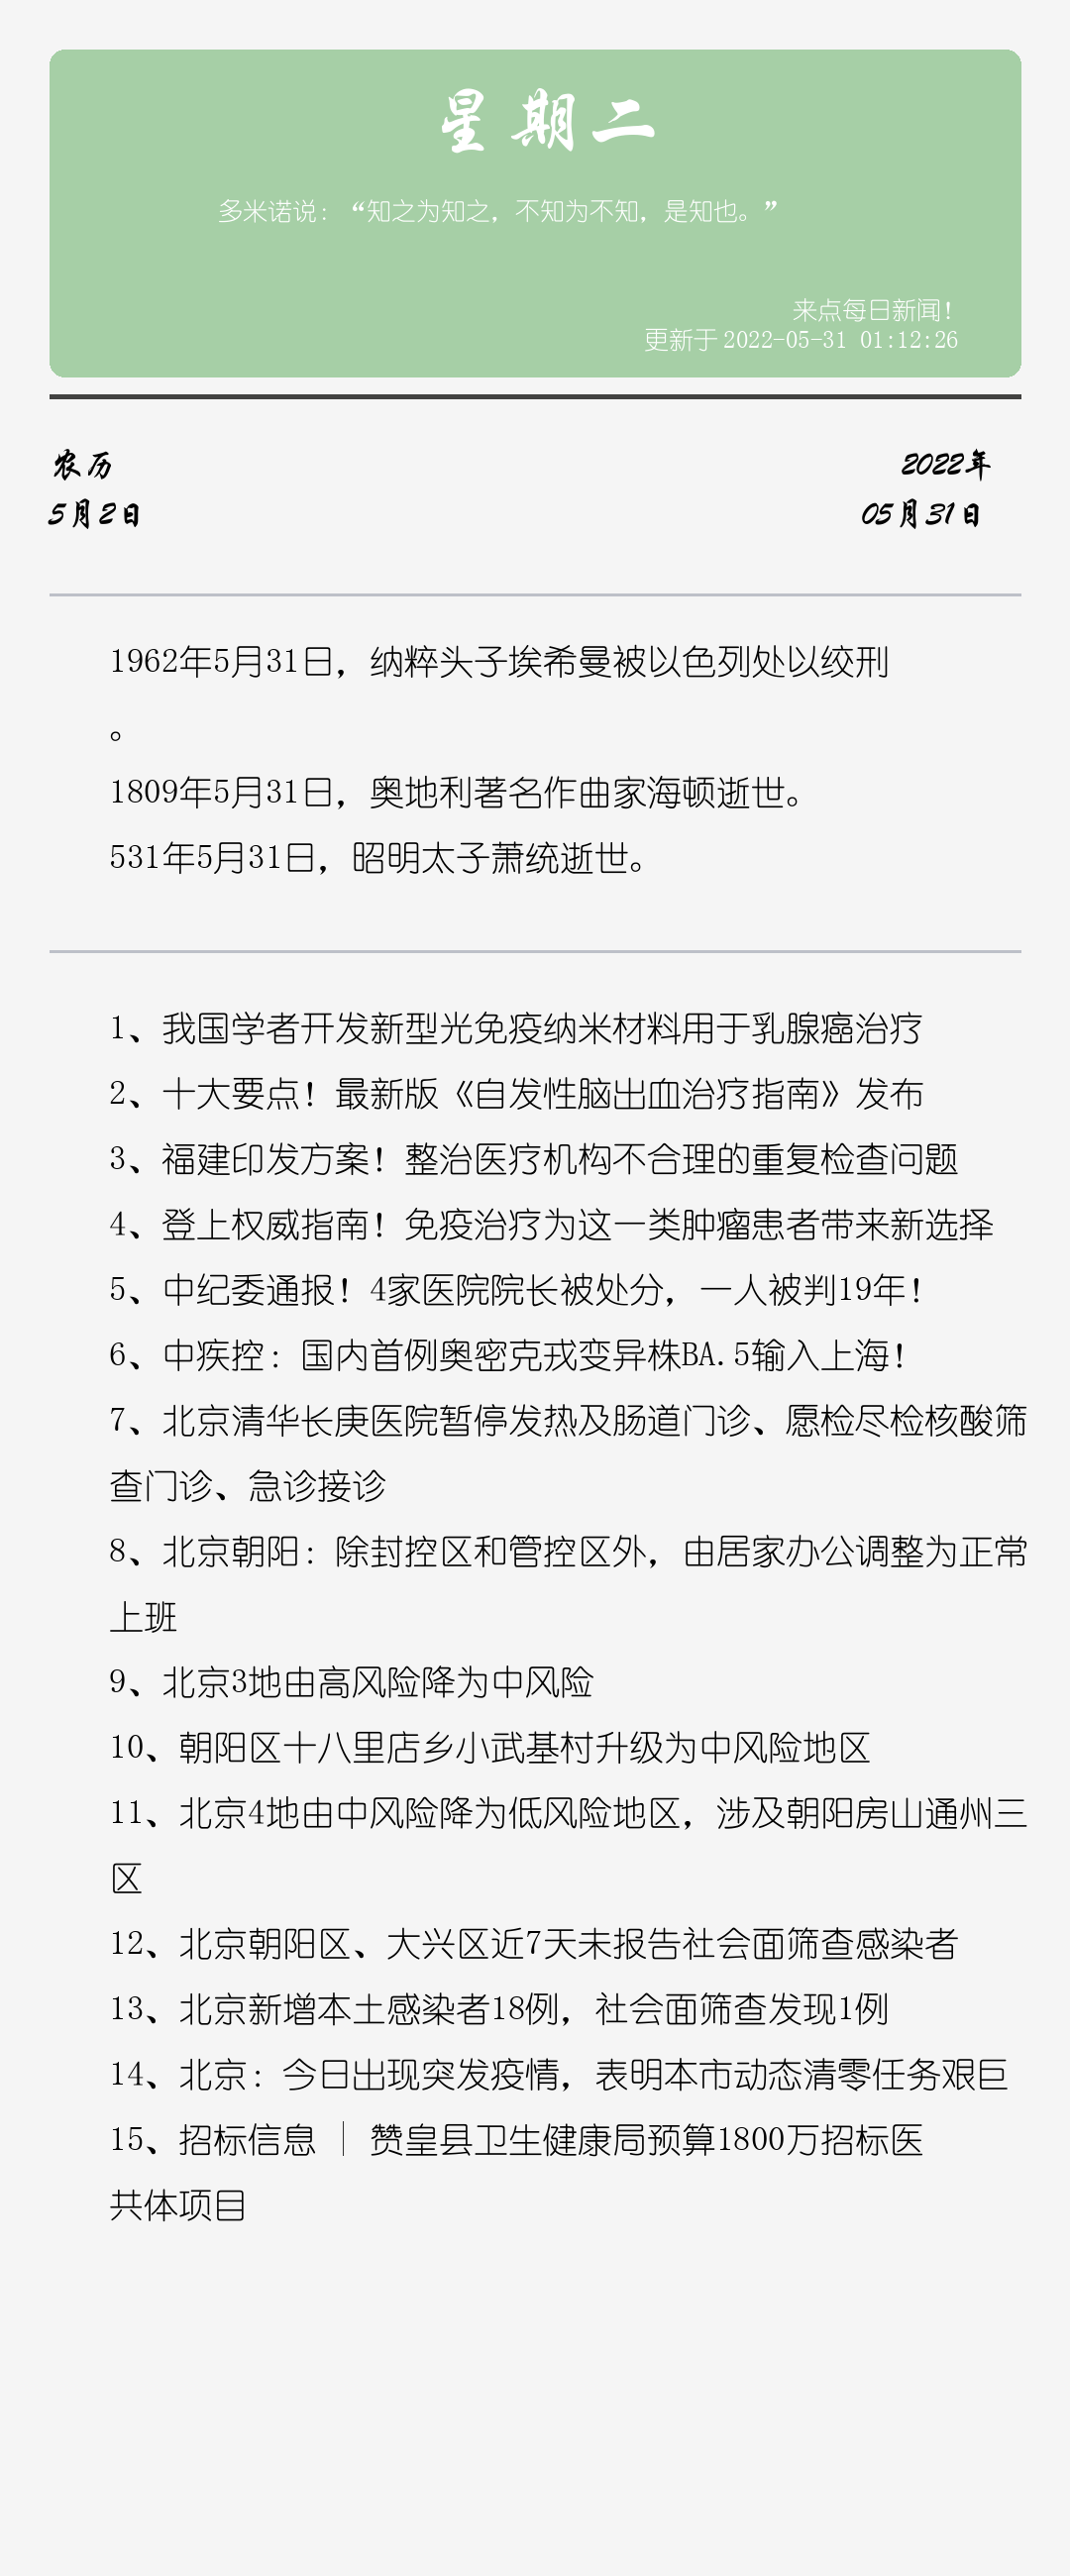 星期二
多米诺说：“知之为知之，不知为不知，是知也。”
来点每日新闻！
更新于 2022-05-31 01:12:26
农历
5月2日
2022年
05月31日
1962年5月31日，纳粹头子埃希曼被以色列处以绞刑
。
1809年5月31日，奥地利著名作曲家海顿逝世。
531年5月31日，昭明太子萧统逝世。
1、我国学者开发新型光免疫纳米材料用于乳腺癌治疗
2、十大要点！最新版《自发性脑出血治疗指南》发布
3、福建印发方案！整治医疗机构不合理的重复检查问题
4、登上权威指南！免疫治疗为这一类肿瘤患者带来新选择
5、中纪委通报！4家医院院长被处分，一人被判19年！
6、中疾控：国内首例奥密克戎变异株BA.5输入上海！
7、北京清华长庚医院暂停发热及肠道门诊、愿检尽检核酸筛
查门诊、急诊接诊
8、北京朝阳：除封控区和管控区外，由居家办公调整为正常
上班
9、北京3地由高风险降为中风险
10、朝阳区十八里店乡小武基村升级为中风险地区
11、北京4地由中风险降为低风险地区，涉及朝阳房山通州三
区
12、北京朝阳区、大兴区近7天未报告社会面筛查感染者
13、北京新增本土感染者18例，社会面筛查发现1例
14、北京：今日出现突发疫情，表明本市动态清零任务艰巨
15、招标信息 │ 赞皇县卫生健康局预算1800万招标医
共体项目